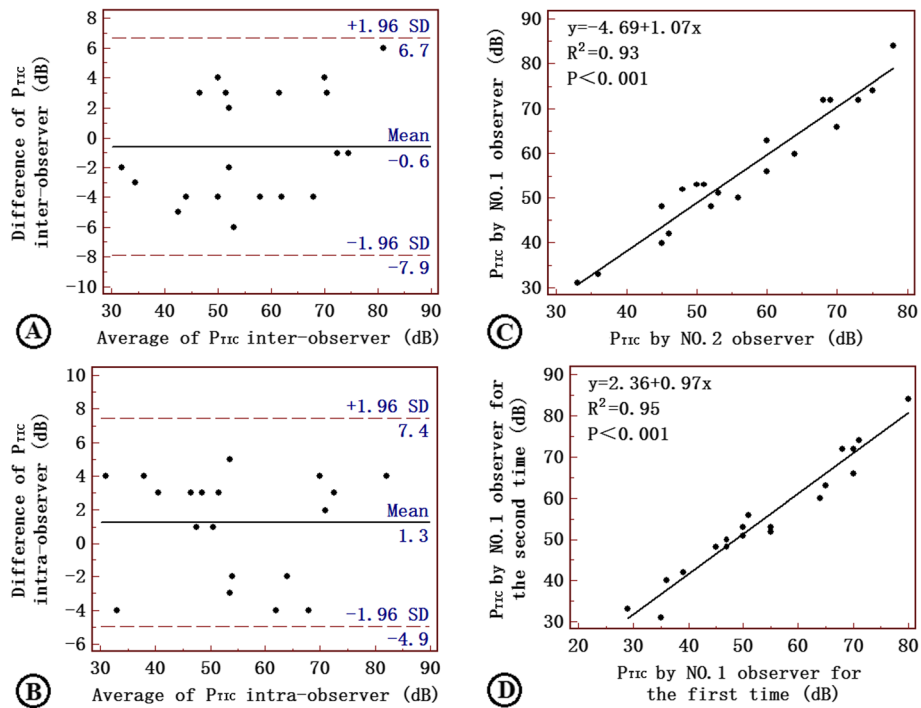 +1.96 SD
6.7
Mean
-0.6
-1.96 SD
-7.9
8
6
4
2
0
-2
-4
-6
-8
-10
30 40 50 60 70 80 90
Difference of PTIC
inter-observer (dB)
Average of PTIC inter-observer (dB)
A
y=-4.69+1.07x
R²=0.93
P<0.001
90
80
70
60
50
40
30
30 40 50 60 70 80
PTIC by NO.1 observer (dB)
PTIC by NO.2 observer (dB)
C
+1.96 SD
7.4
Mean
1.3
-1.96 SD
-4.9
10
8
6
4
2
0
-2
-4
-6
30 40 50 60 70 80 90
Difference of PTIC
intra-observer (dB)
Average of PTIC intra-observer (dB)
B
y=2.36+0.97x
R²=0.95
P<0.001
90
80
70
60
50
40
30
20 30 40 50 60 70 80
PTIC by NO.1 observer for
the second time (dB)
PTIC by NO.1 observer for
the first time (dB)
D